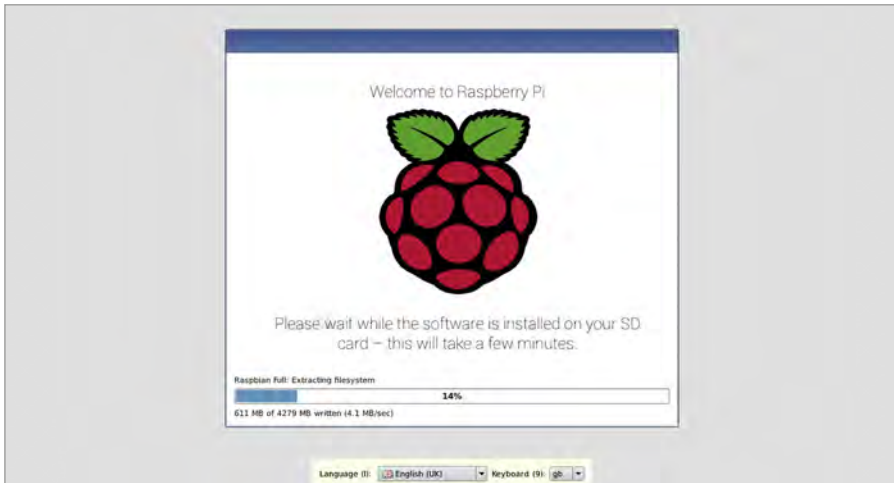 Welcome to Raspberry Pi
Please wait while the software is installed on your SD
card – this will take a few minutes.
Raspbian Full: Extracting filesystem
14%
611 MB of 4279 MB written (4.1 MB/sec)
Language (l): English (UK) Keyboard (9): gb